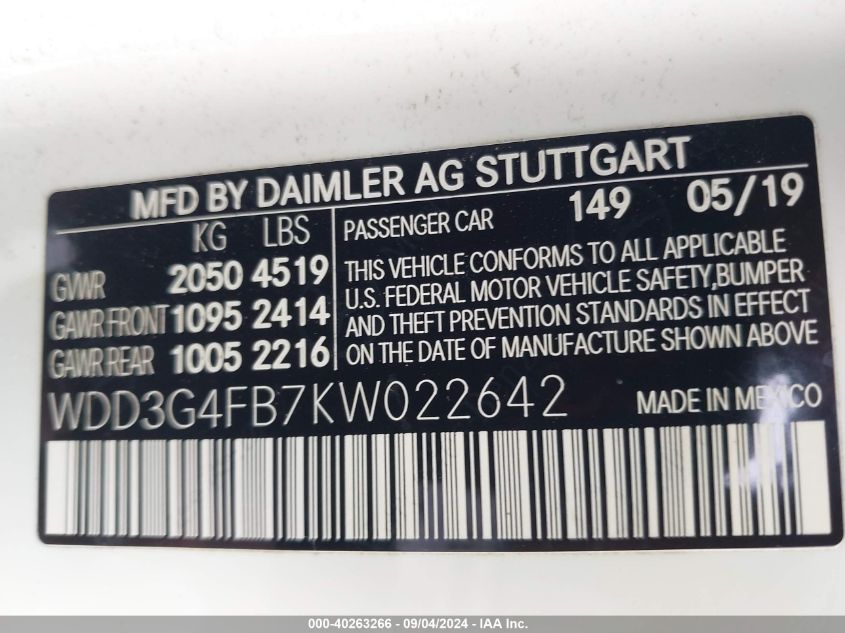 MFD BY DAIMLER AG STUTTGART
KG LBS
GVWR 2050 4519
GAWR FRONT 1095 2414
GAWR REAR 1005 2216
PASSENGER CAR 149 05/19
THIS VEHICLE CONFORMS TO ALL APPLICABLE
U.S. FEDERAL MOTOR VEHICLE SAFETY,BUMPER
AND THEFT PREVENTION STANDARDS IN EFFECT
ON THE DATE OF MANUFACTURE SHOWN ABOVE
WDD3G4FB7KW022642
MADE IN MEXICO
000-40263266 - 09/04/2024 - IAA, Inc.